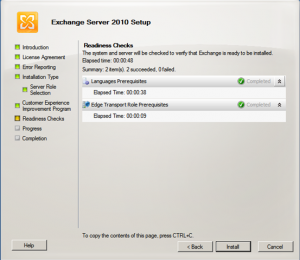 Exchange Server 2010 Setup
Introduction
License Agreement
Error Reporting
Installation Type
Server Role
Selection
Customer Experience
Improvement Program
Readiness Checks
Progress
Completion
Readiness Checks
The system and server will be checked to verify that Exchange is ready to be installed.
Elapsed time: 00:00:48
Summary: 2 item(s). 2 succeeded, 0 failed.
Languages Prerequisites
Completed
Elapsed Time: 00:00:38
Edge Transport Role Prerequisites
Completed
Elapsed Time: 00:00:09
To copy the contents of this page, press CTRL+C.
Help
< Back
Install
Cancel